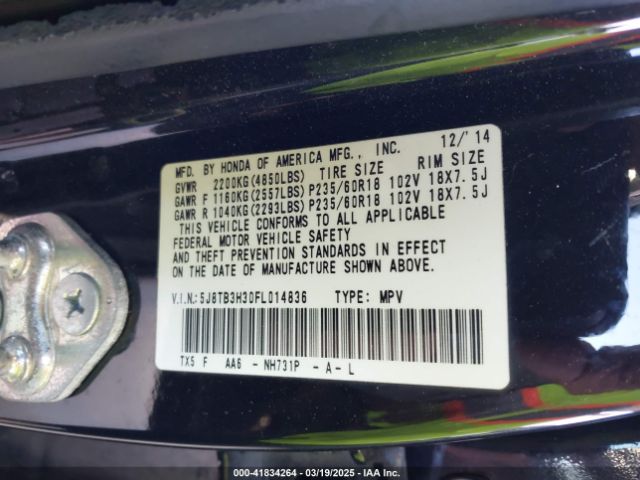 MFD. BY HONDA OF AMERICA MFG., INC. 12/'14
GVWR 2200KG(4850LBS) TIRE SIZE RIM SIZE
GAWR F 1160KG(2557LBS) P235/60R18 102V 18X7.5J
GAWR R 1040KG(2293LBS) P235/60R18 102V 18X7.5J
THIS VEHICLE CONFORMS TO ALL APPLICABLE
FEDERAL MOTOR VEHICLE SAFETY
AND THEFT PREVENTION STANDARDS IN EFFECT
ON THE DATE OF MANUFACTURE SHOWN ABOVE.
V.I.N.:5J8TB3H30FL014836 TYPE: MPV
TX5 F AA6 - NH731P - A - L
000-41834264 - 03/19/2025 - IAA Inc.